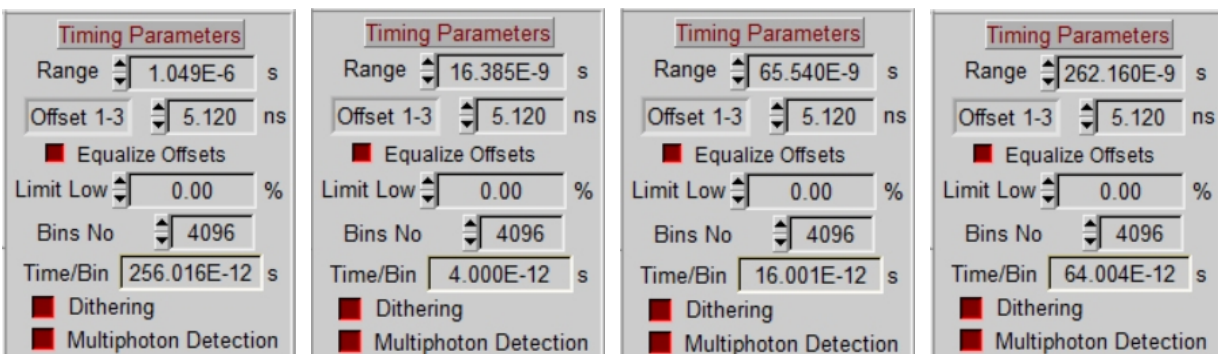 Timing Parameters
Range 1.049E-6 s
Offset 1-3 5.120 ns
Equalize Offsets
Limit Low 0.00 %
Bins No 4096
Time/Bin 256.016E-12 s
Dithering
Multiphoton Detection
Timing Parameters
Range 16.385E-9 s
Offset 1-3 5.120 ns
Equalize Offsets
Limit Low 0.00 %
Bins No 4096
Time/Bin 4.000E-12 s
Dithering
Multiphoton Detection
Timing Parameters
Range 65.540E-9 s
Offset 1-3 5.120 ns
Equalize Offsets
Limit Low 0.00 %
Bins No 4096
Time/Bin 16.001E-12 s
Dithering
Multiphoton Detection
Timing Parameters
Range 262.160E-9 s
Offset 1-3 5.120 ns
Equalize Offsets
Limit Low 0.00 %
Bins No 4096
Time/Bin 64.004E-12 s
Dithering
Multiphoton Detection